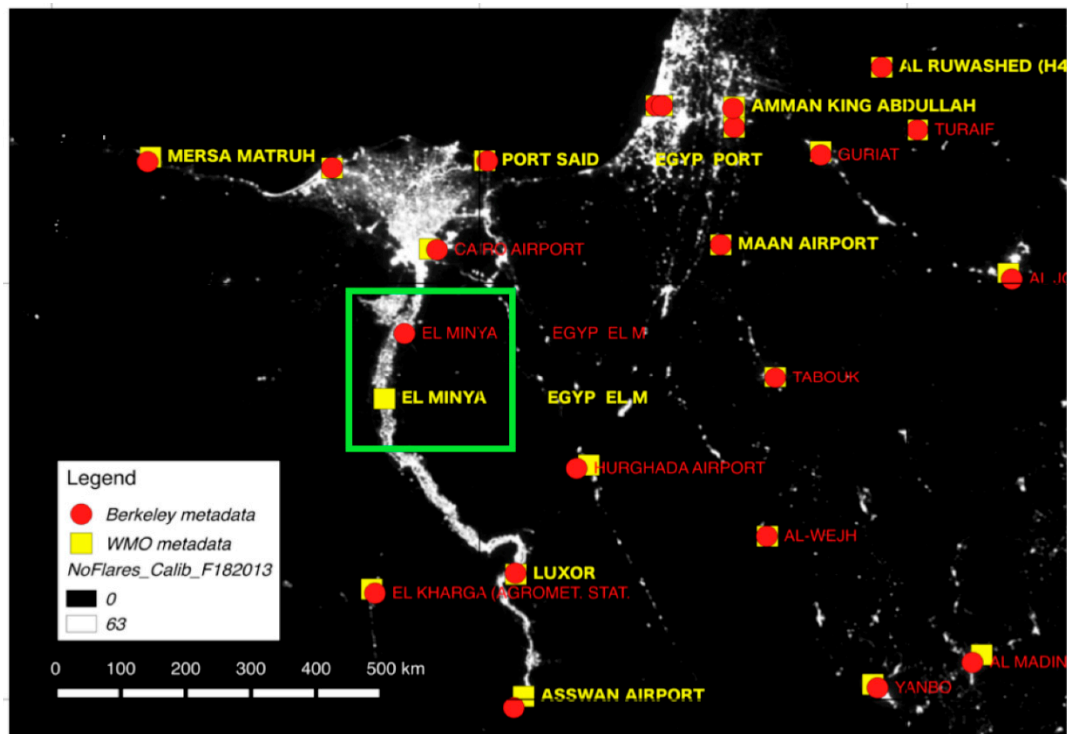 AL RUWASHED (H4
AMMAN KING ABDULLAH
TURAIF
MERSA MATRUH
PORT SAID
EGYP PORT
GURIAT
CAIRO AIRPORT
MAAN AIRPORT
EL MINYA
EGYP EL M
TABOUK
EL MINYA
EGYP EL M
HURGHADA AIRPORT
Legend
Berkeley metadata
WMO metadata
NoFlares_Calib_F182013
0
63
AL-WEJH
LUXOR
EL KHARGA (AGROMET. STAT.
0 100 200 300 400 500 km
ASSWAN AIRPORT
AL MADIN
YANBO